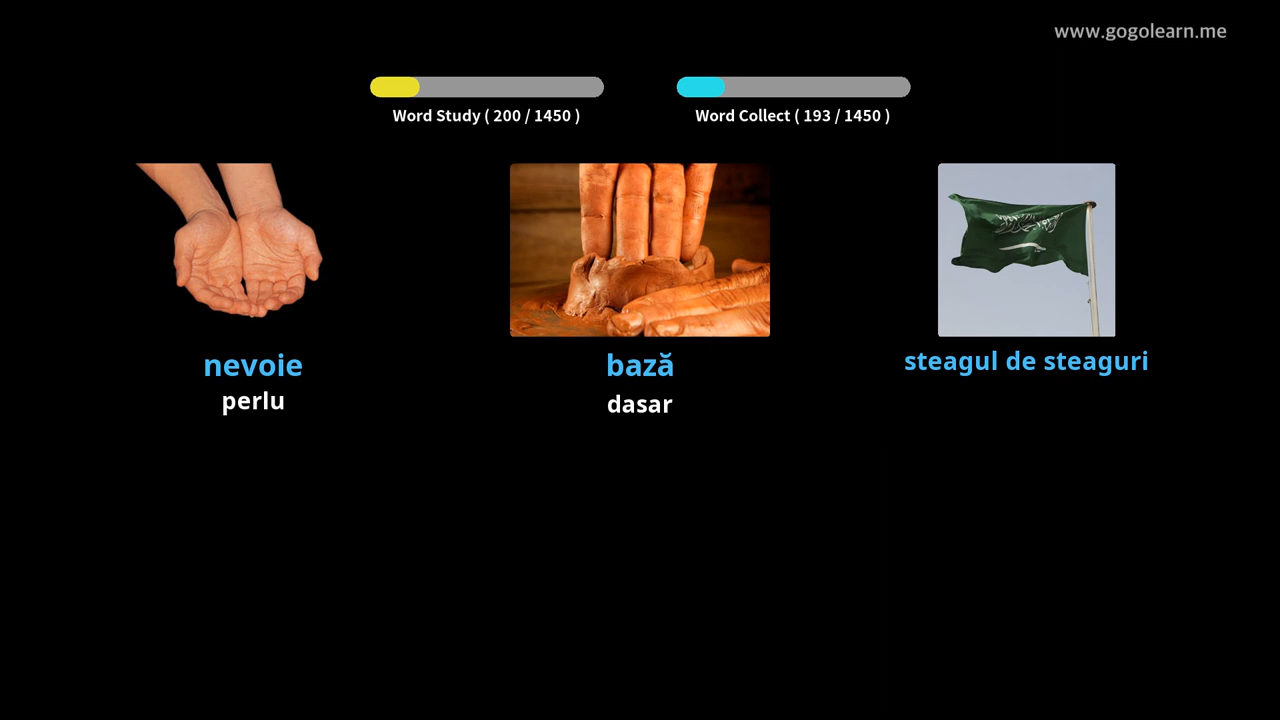 www.gogolearn.me
Word Study ( 200 / 1450 )
Word Collect ( 193 / 1450 )
nevoie
perlu
bază
dasar
steagul de steaguri